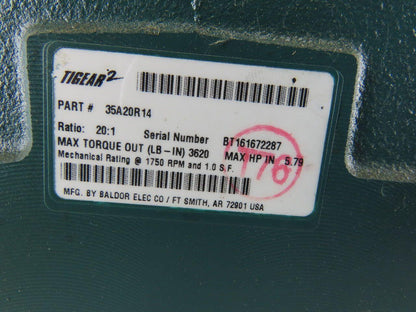 TIGEAR·2
PART # 35A20R14
Ratio: 20:1 Serial Number BT161672287
MAX TORQUE OUT (LB-IN) 3620 MAX HP IN 5.79
Mechanical Rating @ 1750 RPM and 1.0 S.F.
T76
MFG. BY BALDOR ELEC CO / FT SMITH, AR 72901 USA